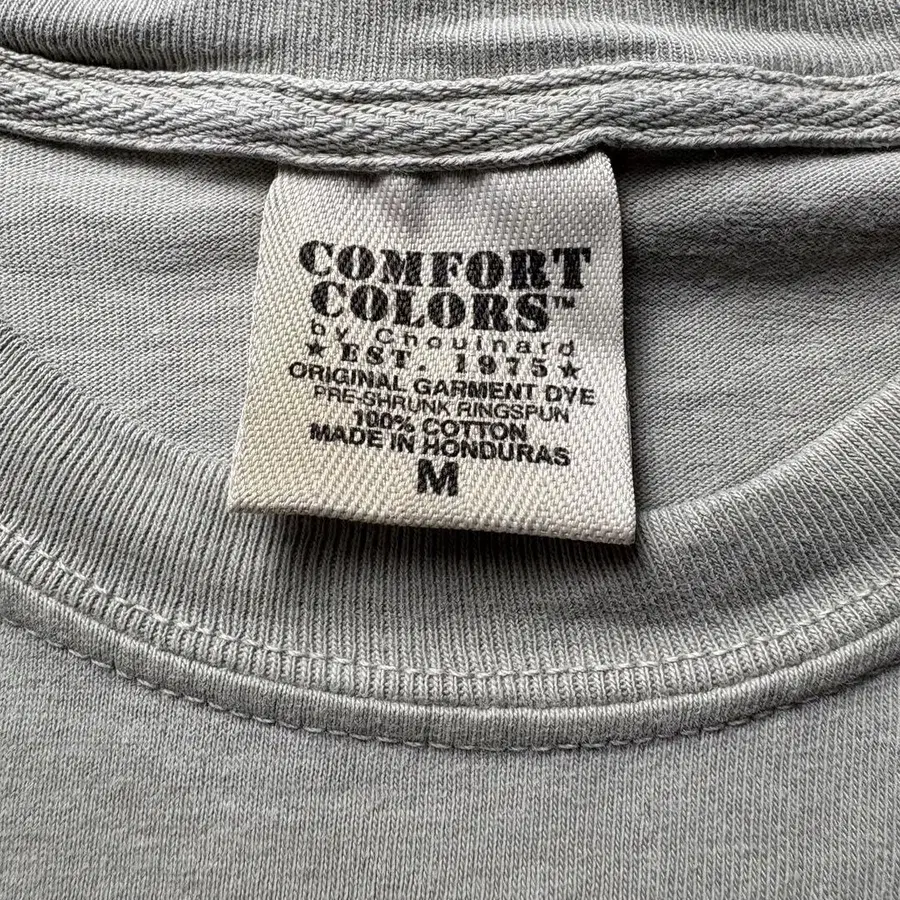 COMFORT
COLORS™
by Chouinard
★ EST. 1975 ★
ORIGINAL GARMENT DYE
PRE-SHRUNK RINGSPUN
100% COTTON
MADE IN HONDURAS
M